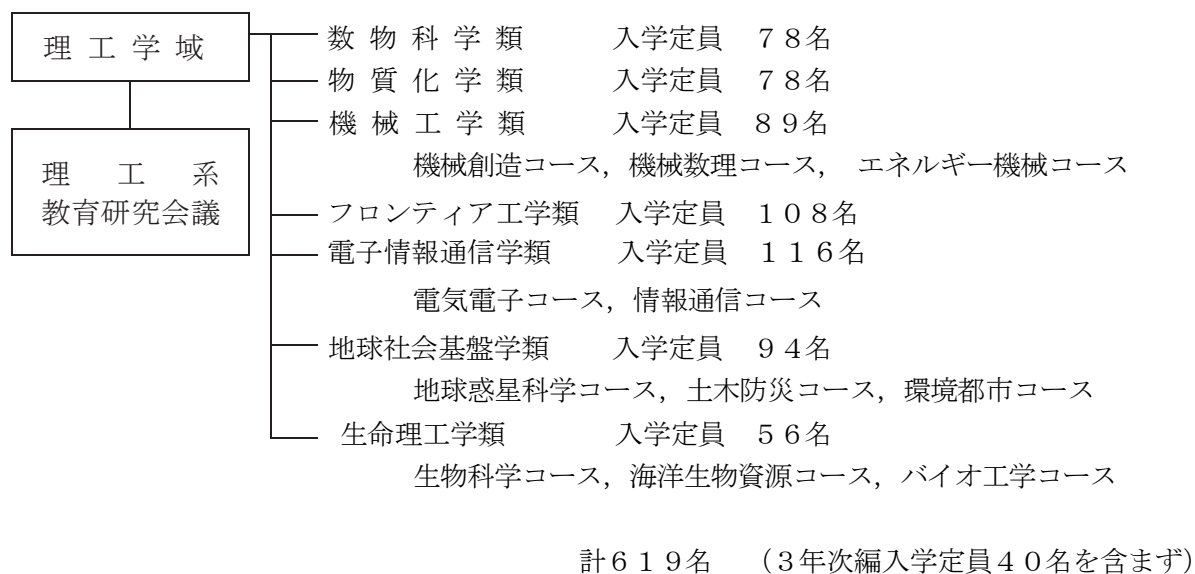 理工学域
数物科学類 入学定員 ７８名
物質化学類 入学定員 ７８名
機械工学類 入学定員 ８９名
機械創造コース，機械数理コース， エネルギー機械コース
理工系
教育研究会議
フロンティア工学類 入学定員 １０８名
電子情報通信学類 入学定員 １１６名
電気電子コース，情報通信コース
地球社会基盤学類 入学定員 ９４名
地球惑星科学コース，土木防災コース，環境都市コース
生命理工学類 入学定員 ５６名
生物科学コース，海洋生物資源コース，バイオ工学コース
計６１９名 （３年次編入学定員４０名を含まず）